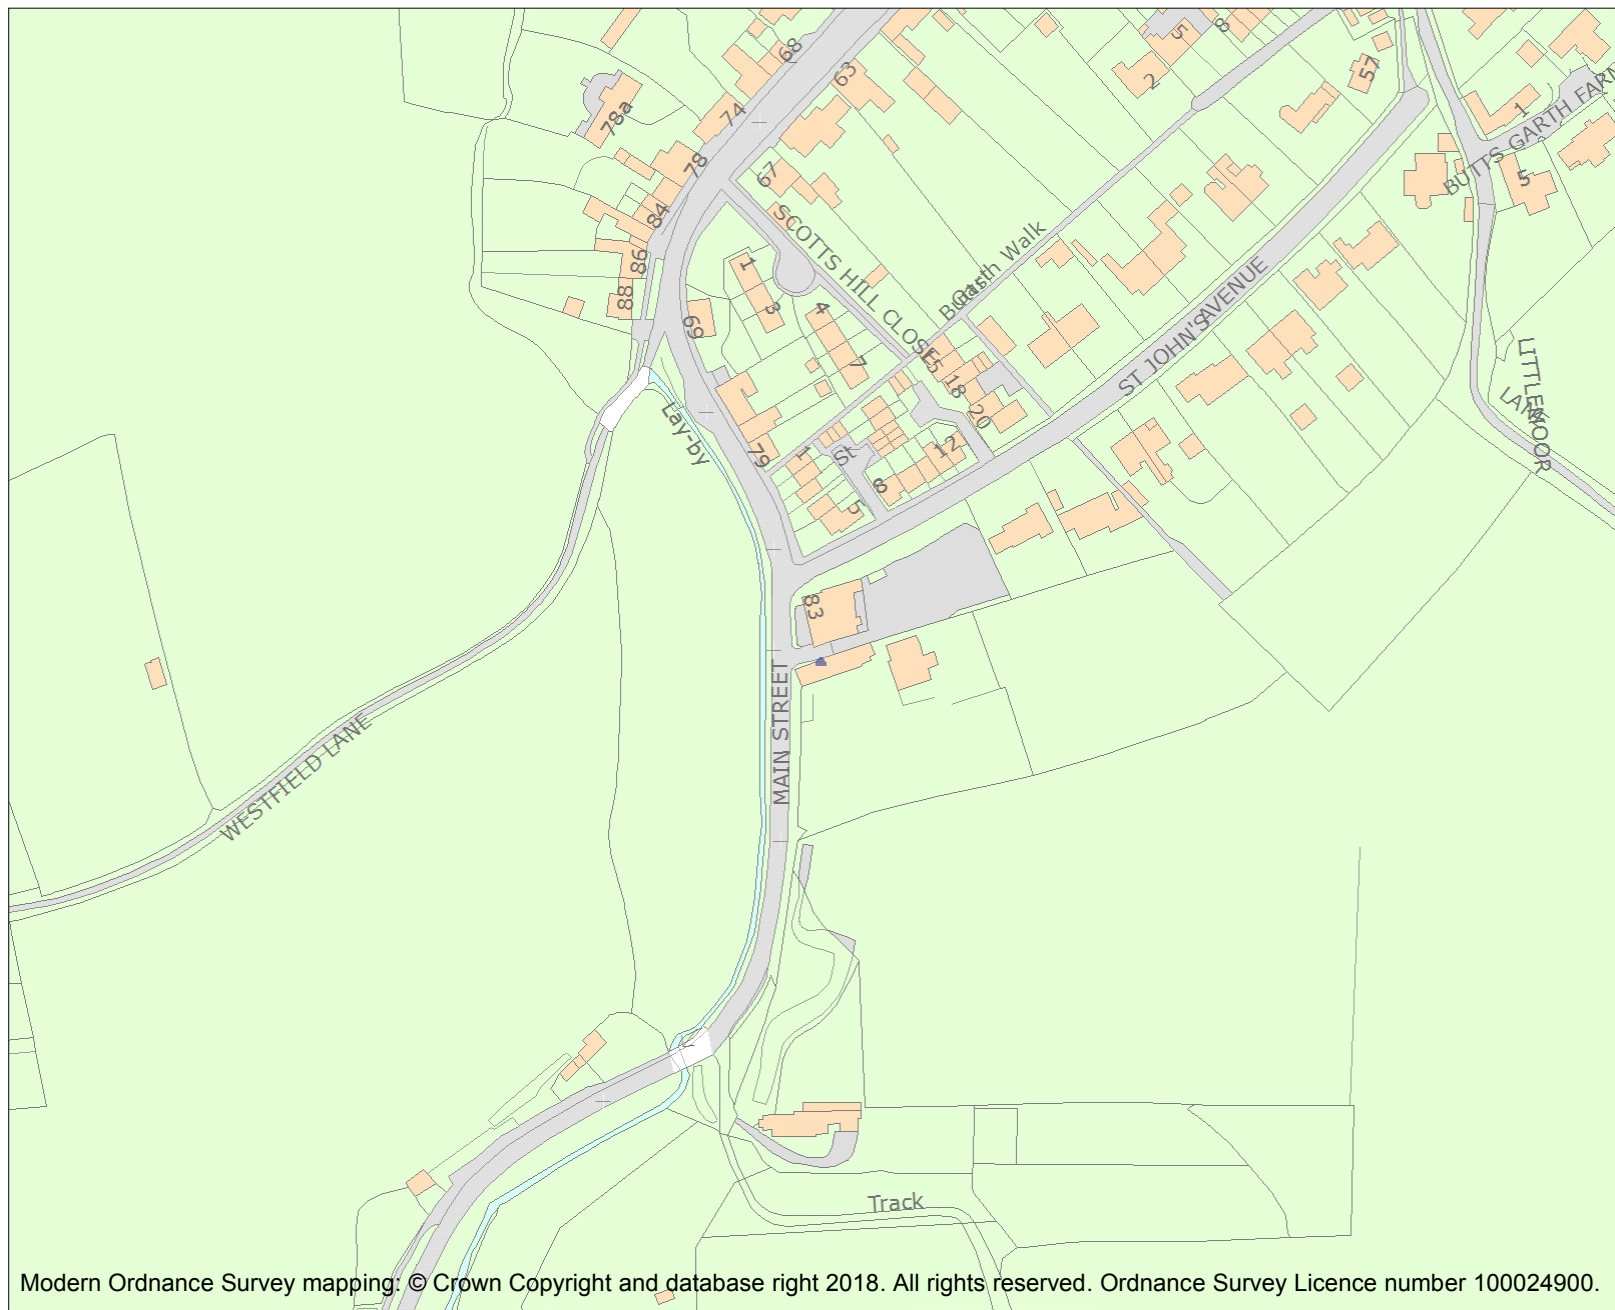 68
5
8
63
2
57
78a
74
1
BUTTS GARTH FARM
78
67
5
84
SCOTTS HILL CLOSE
Butts
Garth Walk
86
1
88
3
4
69
7
15
18
20
ST JOHN'S
AVENUE
LITTLEMOOR
LANE
Lay-by
79
1
St
12
8
5
83
MAIN STREET
WESTFIELD LANE
Track
Modern Ordnance Survey mapping: © Crown Copyright and database right 2018. All rights reserved. Ordnance Survey Licence number 100024900.